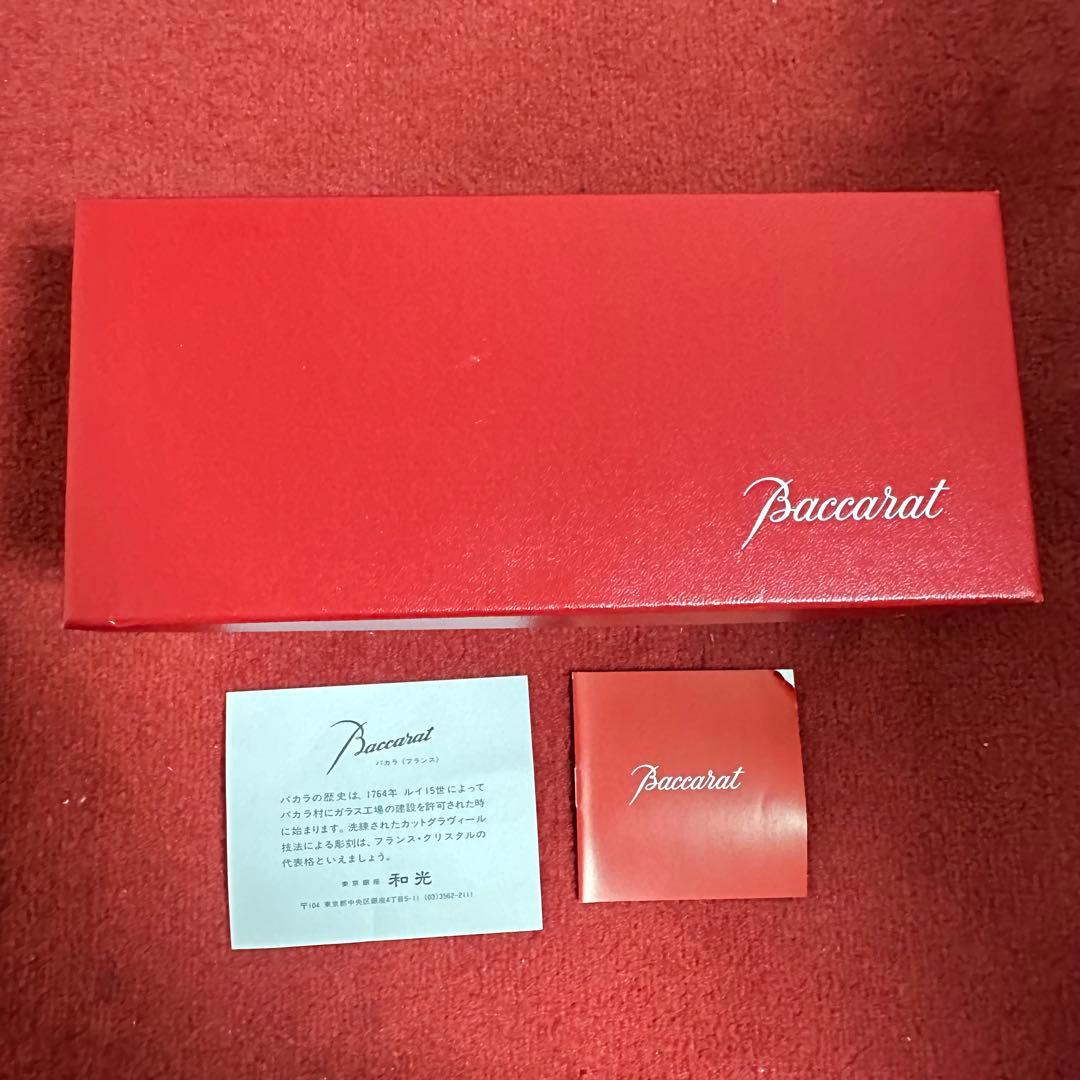 Baccarat
Baccarat
バカラ (フランス)
バカラの歴史は、1764年 ルイ15世によって
バカラ村にガラス工場の建設を許可された時
に始まります。洗練されたカットグラヴィール
技法による彫刻は、フランス・クリスタルの
代表格といえましょう。
東京銀座 和光
〒104 東京都中央区銀座4丁目5-11 (03)3562-2111
Baccarat